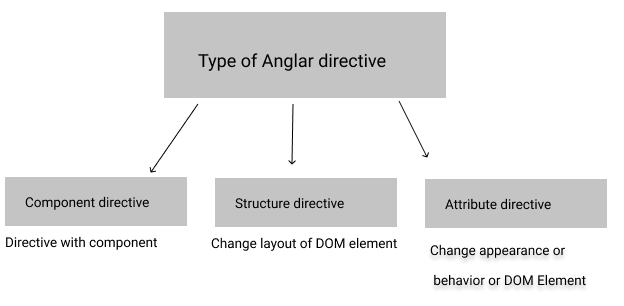 Type of Anglar directive
Component directive
Structure directive
Attribute directive
Directive with component
Change layout of DOM element
Change appearance or
behavior or DOM Element